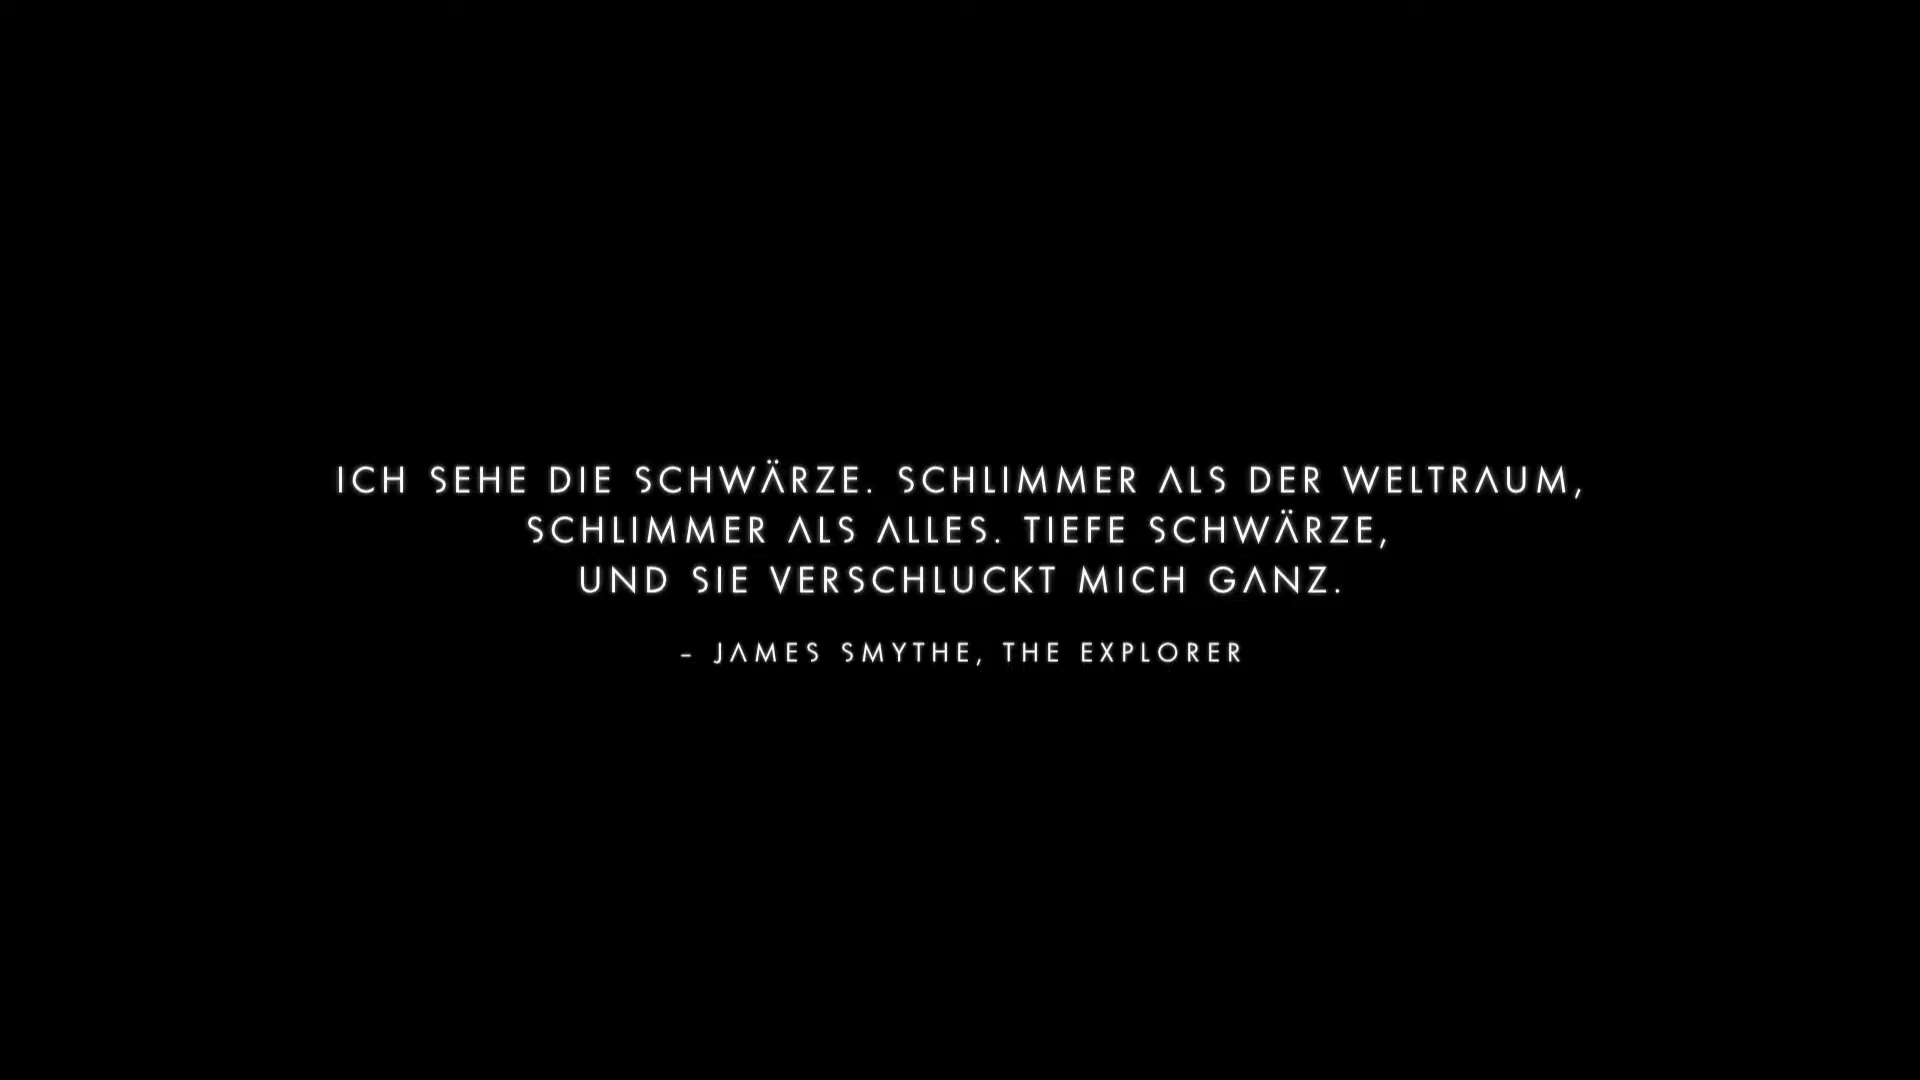 ICH SEHE DIE SCHWÄRZE. SCHLIMMER ALS DER WELTRAUM,
SCHLIMMER ALS ALLES. TIEFE SCHWÄRZE,
UND SIE VERSCHLUCKT MICH GANZ.
– JAMES SMYTHE, THE EXPLORER